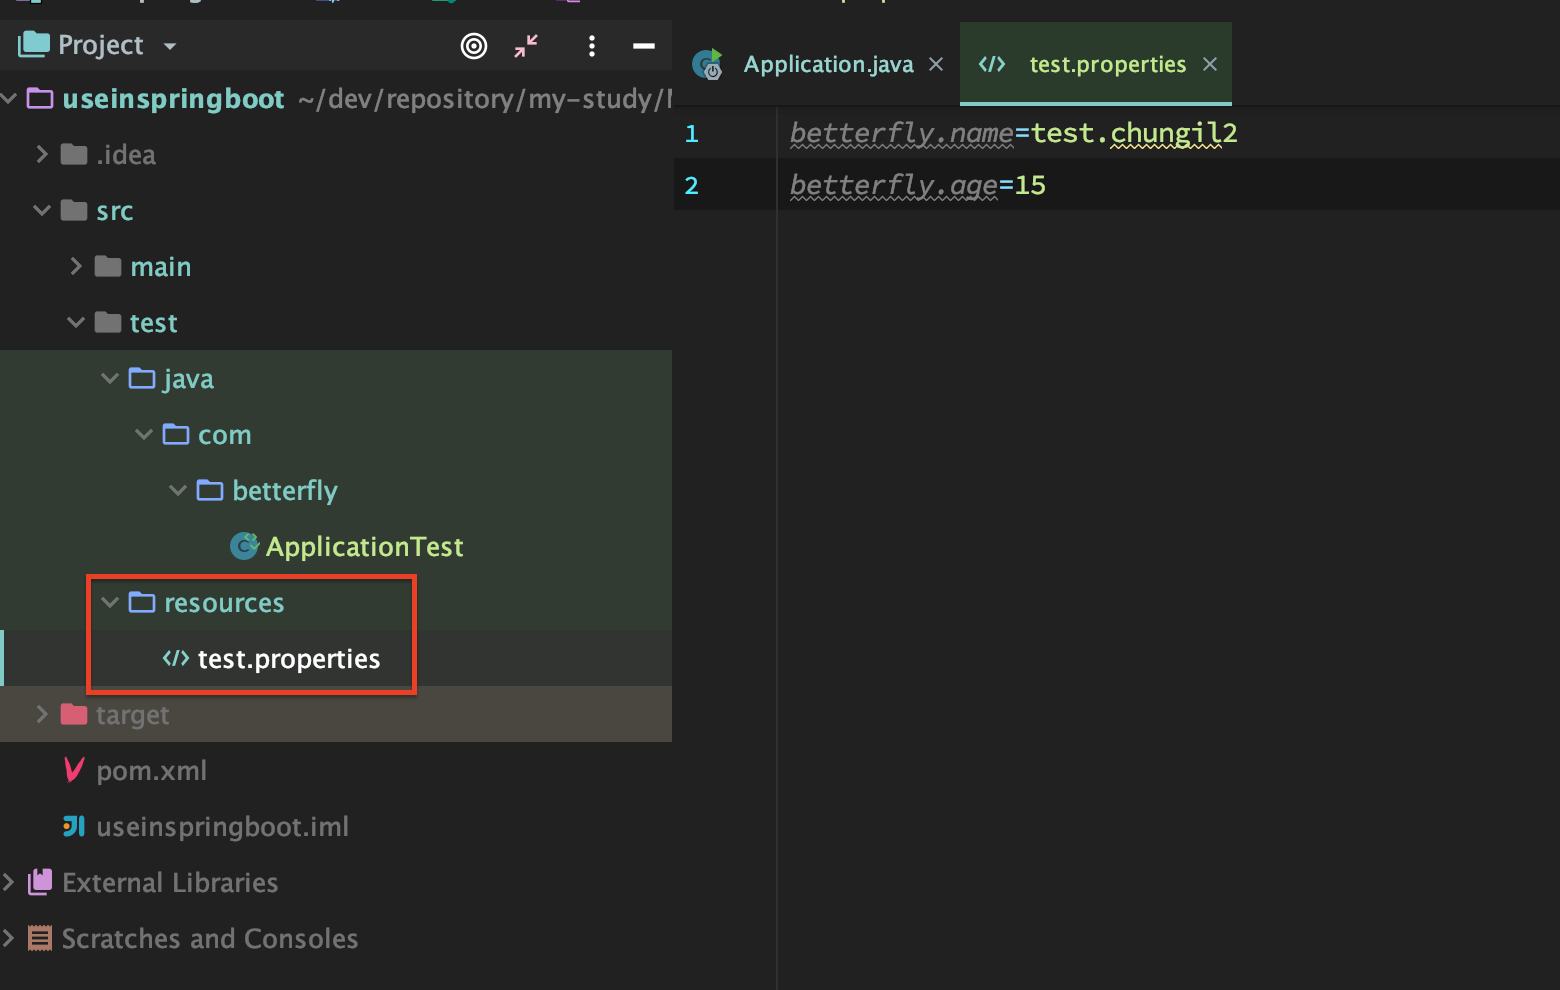 Project
useinspringboot ~/dev/repository/my-study/
.idea
src
main
test
java
com
betterfly
ApplicationTest
resources
test.properties
target
pom.xml
useinspringboot.iml
External Libraries
Scratches and Consoles
Application.java
test.properties
1 betterfly.name=test.chungil2
2 betterfly.age=15